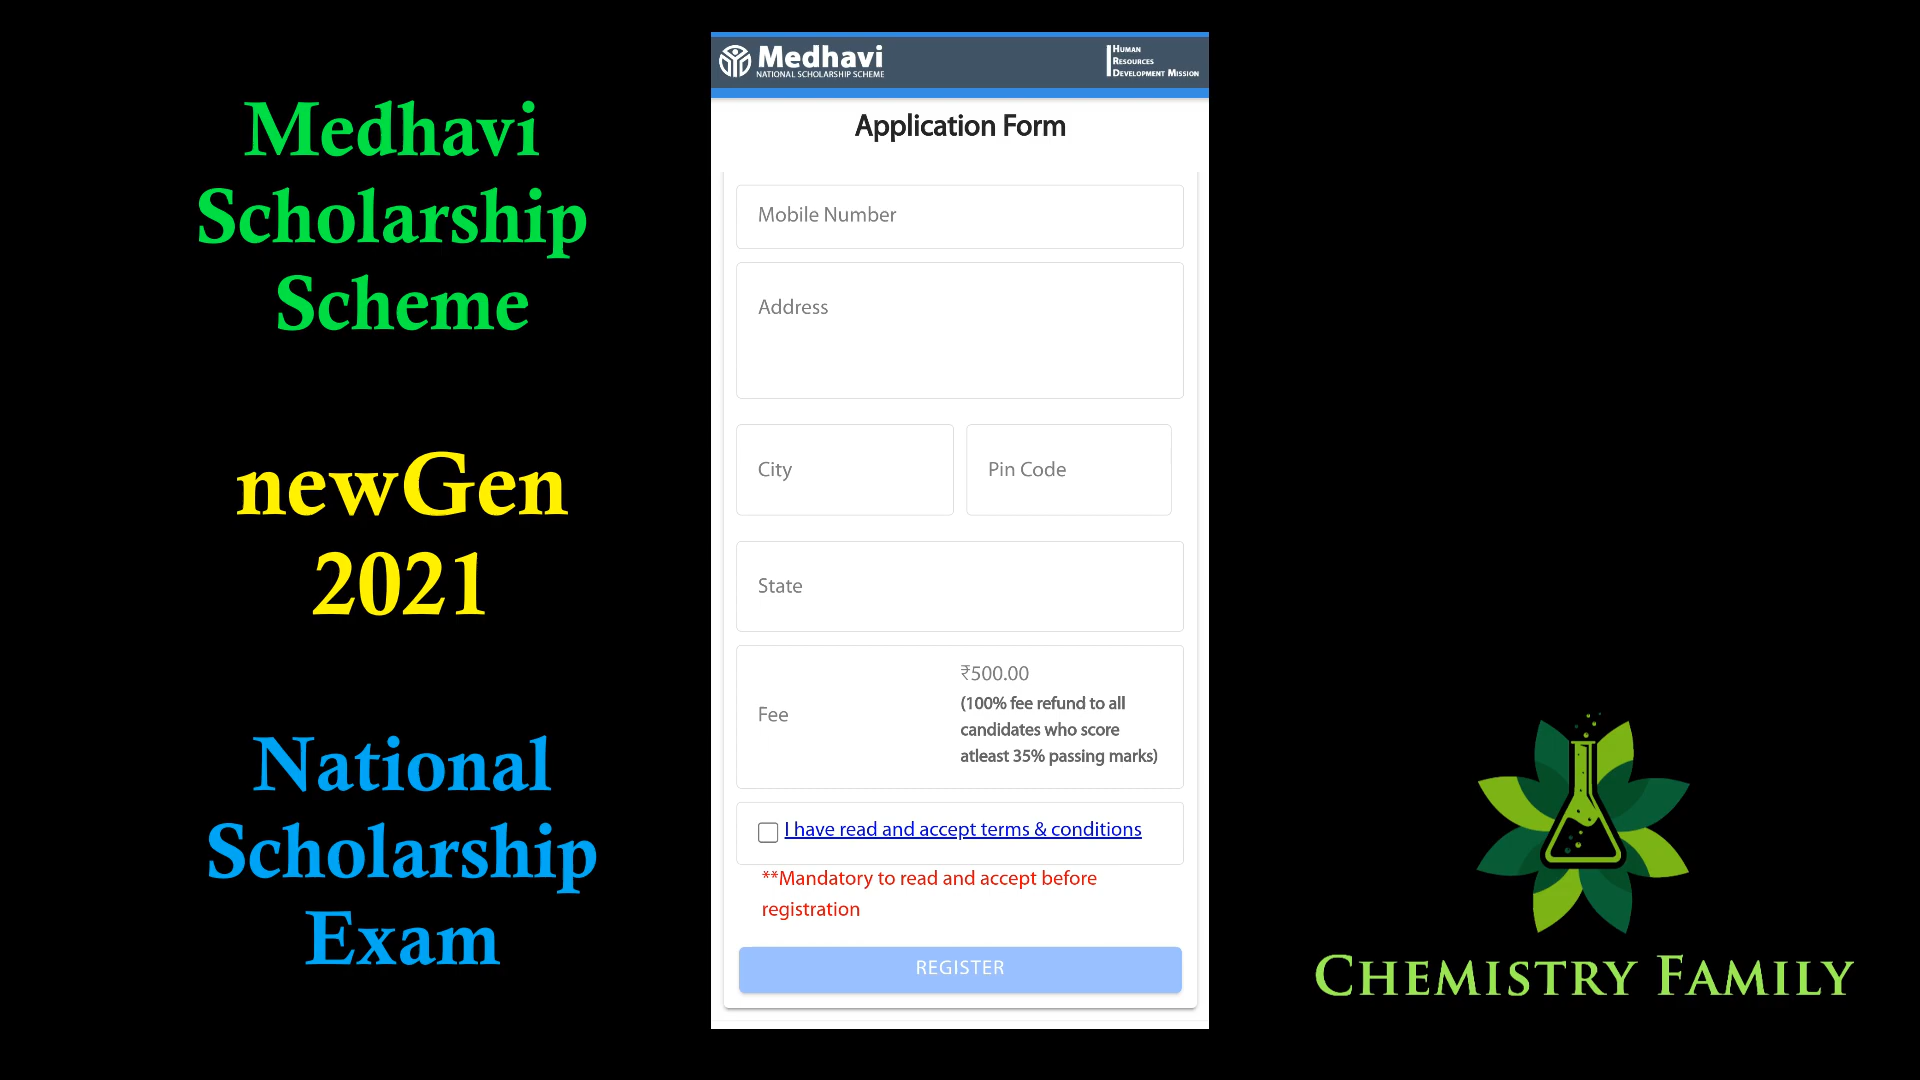 Medhavi
Scholarship
Scheme
newGen
2021
National
Scholarship
Exam
Medhavi
NATIONAL SCHOLARSHIP SCHEME
HUMAN
RESOURCES
DEVELOPMENT MISSION
Application Form
Mobile Number
Address
City
Pin Code
State
Fee
₹500.00
(100% fee refund to all
candidates who score
atleast 35% passing marks)
I have read and accept terms & conditions
**Mandatory to read and accept before
registration
REGISTER
CHEMISTRY FAMILY